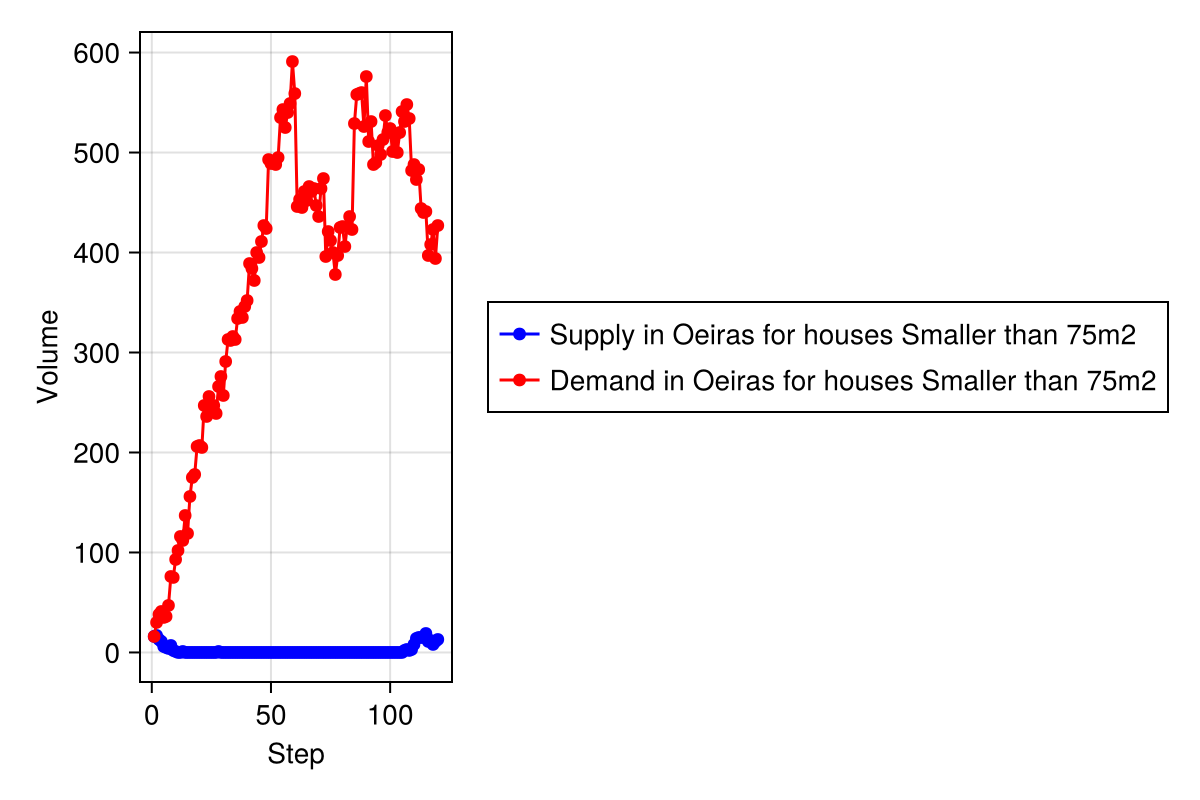 600
500
400
300
200
100
0
Volume
0 50 100
Step
Supply in Oeiras for houses Smaller than 75m2
Demand in Oeiras for houses Smaller than 75m2